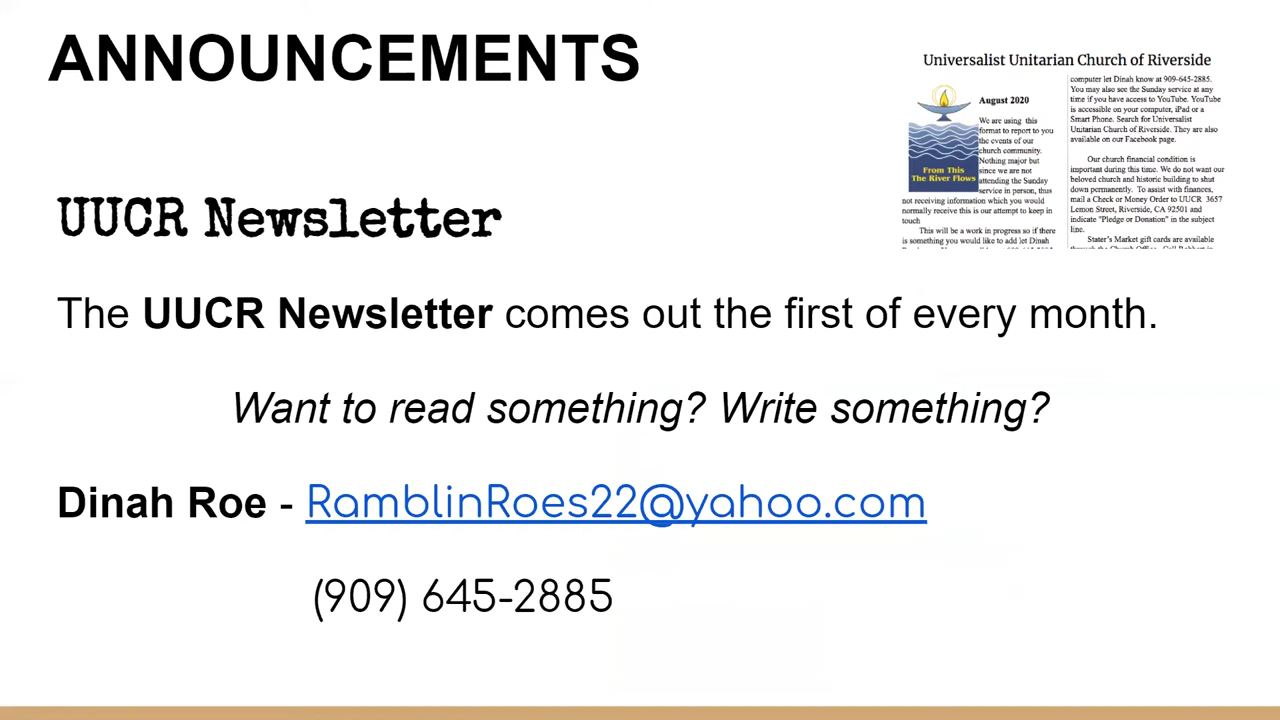 ANNOUNCEMENTS
Universalist Unitarian Church of Riverside
August 2020
We are using this
format to report to you
the events of our
church community.
Nothing major but
since we are not
attending the Sunday
service in person, thus
not receiving information which you would
normally receive this is our attempt to keep in
touch
This will be a work in progress so if there
is something you would like to add let Dinah
From This
The River Flows
computer let Dinah know at 909-645-2885.
You may also see the Sunday service at any
time if you have access to YouTube. YouTube
is accessible on your computer, iPad or a
Smart Phone. Search for Universalist
Unitarian Church of Riverside. They are also
available on our Facebook page.
Our church financial condition is
important during this time. We do not want our
beloved church and historic building to shut
down permanently. To assist with finances,
mail a Check or Money Order to UUCR 3657
Lemon Street, Riverside, CA 92501 and
indicate "Pledge or Donation" in the subject
line.
Stater's Market gift cards are available
UUCR Newsletter
The UUCR Newsletter comes out the first of every month.
Want to read something? Write something?
Dinah Roe - RamblinRoes22@yahoo.com
(909) 645-2885